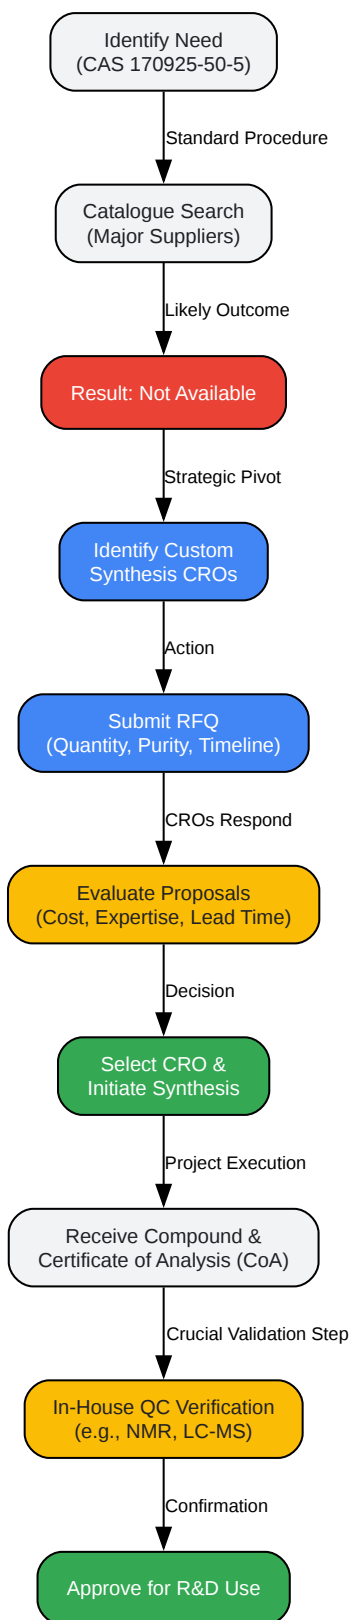 Identify Need
(CAS 170925-50-5)
Standard Procedure
Catalogue Search
(Major Suppliers)
Likely Outcome
Result: Not Available
Strategic Pivot
Identify Custom
Synthesis CROs
Action
Submit RFQ
(Quantity, Purity, Timeline)
CROs Respond
Evaluate Proposals
(Cost, Expertise, Lead Time)
Decision
Select CRO &
Initiate Synthesis
Project Execution
Receive Compound &
Certificate of Analysis (CoA)
Crucial Validation Step
In-House QC Verification
(e.g., NMR, LC-MS)
Confirmation
Approve for R&D Use